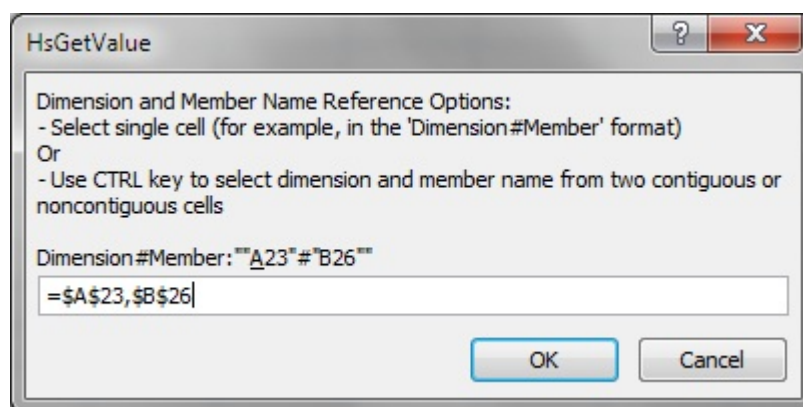 HsGetValue
Dimension and Member Name Reference Options:
- Select single cell (for example, in the 'Dimension#Member' format)
Or
- Use CTRL key to select dimension and member name from two contiguous or
noncontiguous cells
Dimension#Member:""A23"#"B26""
=$A$23,$B$26
OK Cancel